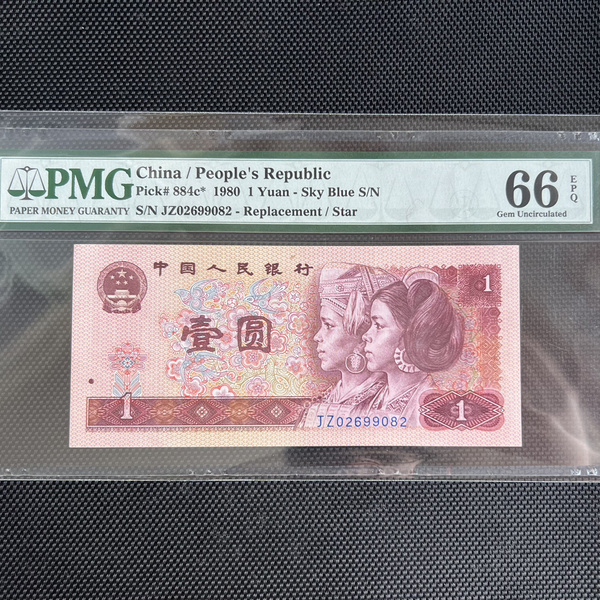 PMG
PAPER MONEY GUARANTY
China / People's Republic
Pick# 884c* 1980 1 Yuan - Sky Blue S/N
S/N JZ02699082 - Replacement / Star
66 EPQ
Gem Uncirculated
中国人民银行
1
壹圆
1
1
JZ02699082